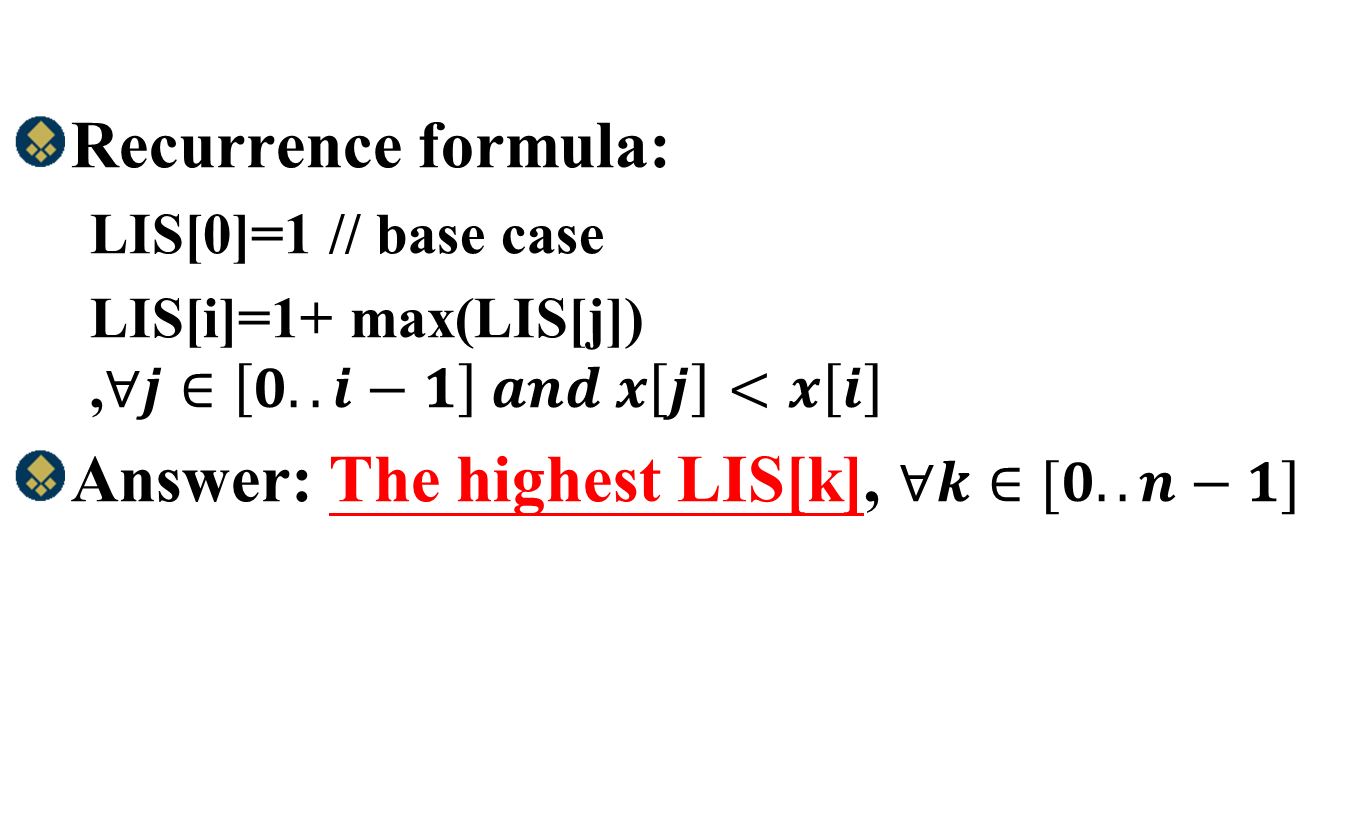 Recurrence formula:
LIS[0]=1 // base case
LIS[i]=1+ max(LIS[j])
,∀j ∈ [0..i − 1] and x[j] < x[i]
Answer: The highest LIS[k], ∀k ∈ [0..n − 1]